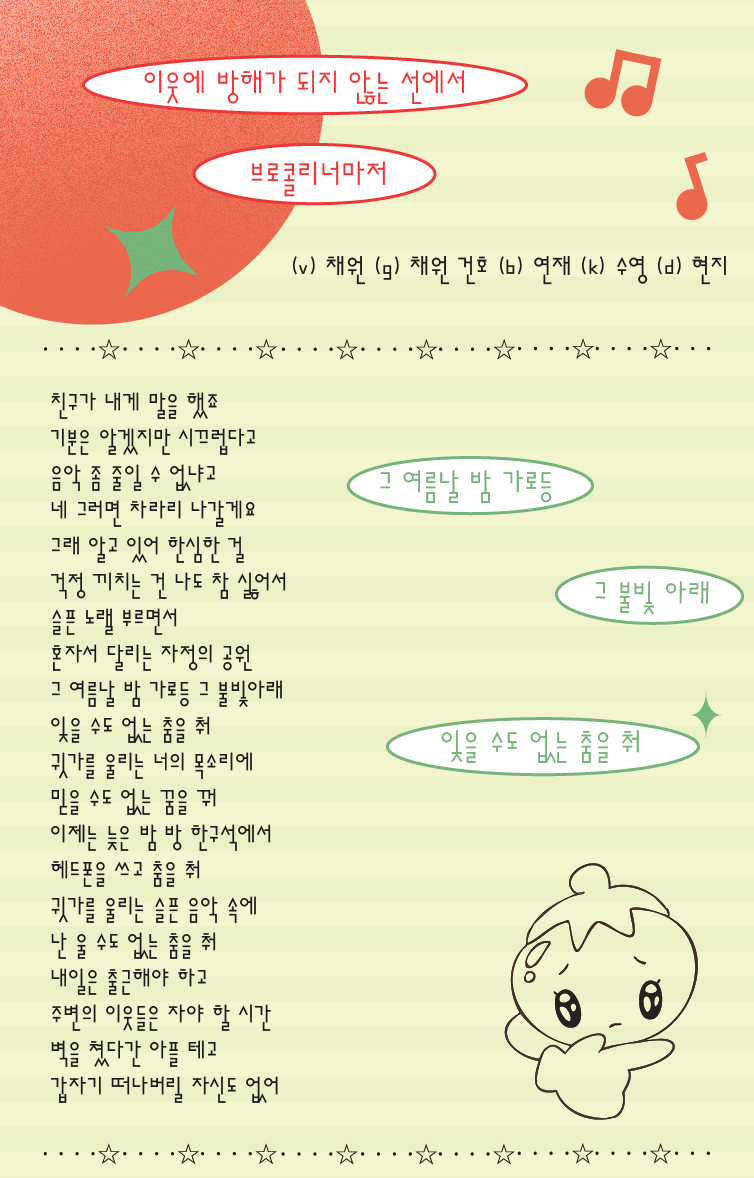 이웃에 방해가 되지 않는 선에서
브로콜리너마저
(v) 채원 (g) 채원 건호 (b) 연재 (k) 수영 (d) 현지
친구가 내게 말을 했죠
기분은 알겠지만 시끄럽다고
음악 좀 줄일 수 없냐고
네 그러면 차라리 나갈게요
그래 알고 있어 한심한 걸
걱정 끼치는 건 나도 참 싫어서
슬픈 노랠 부르면서
혼자서 달리는 자정의 공원
그 여름날 밤 가로등 그 불빛아래
잊을 수도 없는 춤을 춰
귓가를 울리는 너의 목소리에
믿을 수도 없는 꿈을 꿔
이제는 늦은 밤 방 한구석에서
헤드폰을 쓰고 춤을 춰
귓가를 울리는 슬픈 음악 속에
난 울 수도 없는 춤을 춰
내일은 출근해야 하고
주변의 이웃들은 자야 할 시간
벽을 쳤다간 아플 테고
갑자기 떠나버릴 자신도 없어
그 여름날 밤 가로등
그 불빛 아래
잊을 수도 없는 춤을 춰